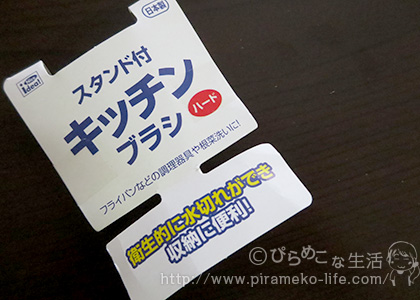 Ideal
日本製
スタンド付
キッチン
ブラシ
ハード
フライパンなどの調理器具や根菜洗いに!
衛生的に水切れができ
収納に便利!
©ぴらめこな生活
http://www.pirameko-life.com/